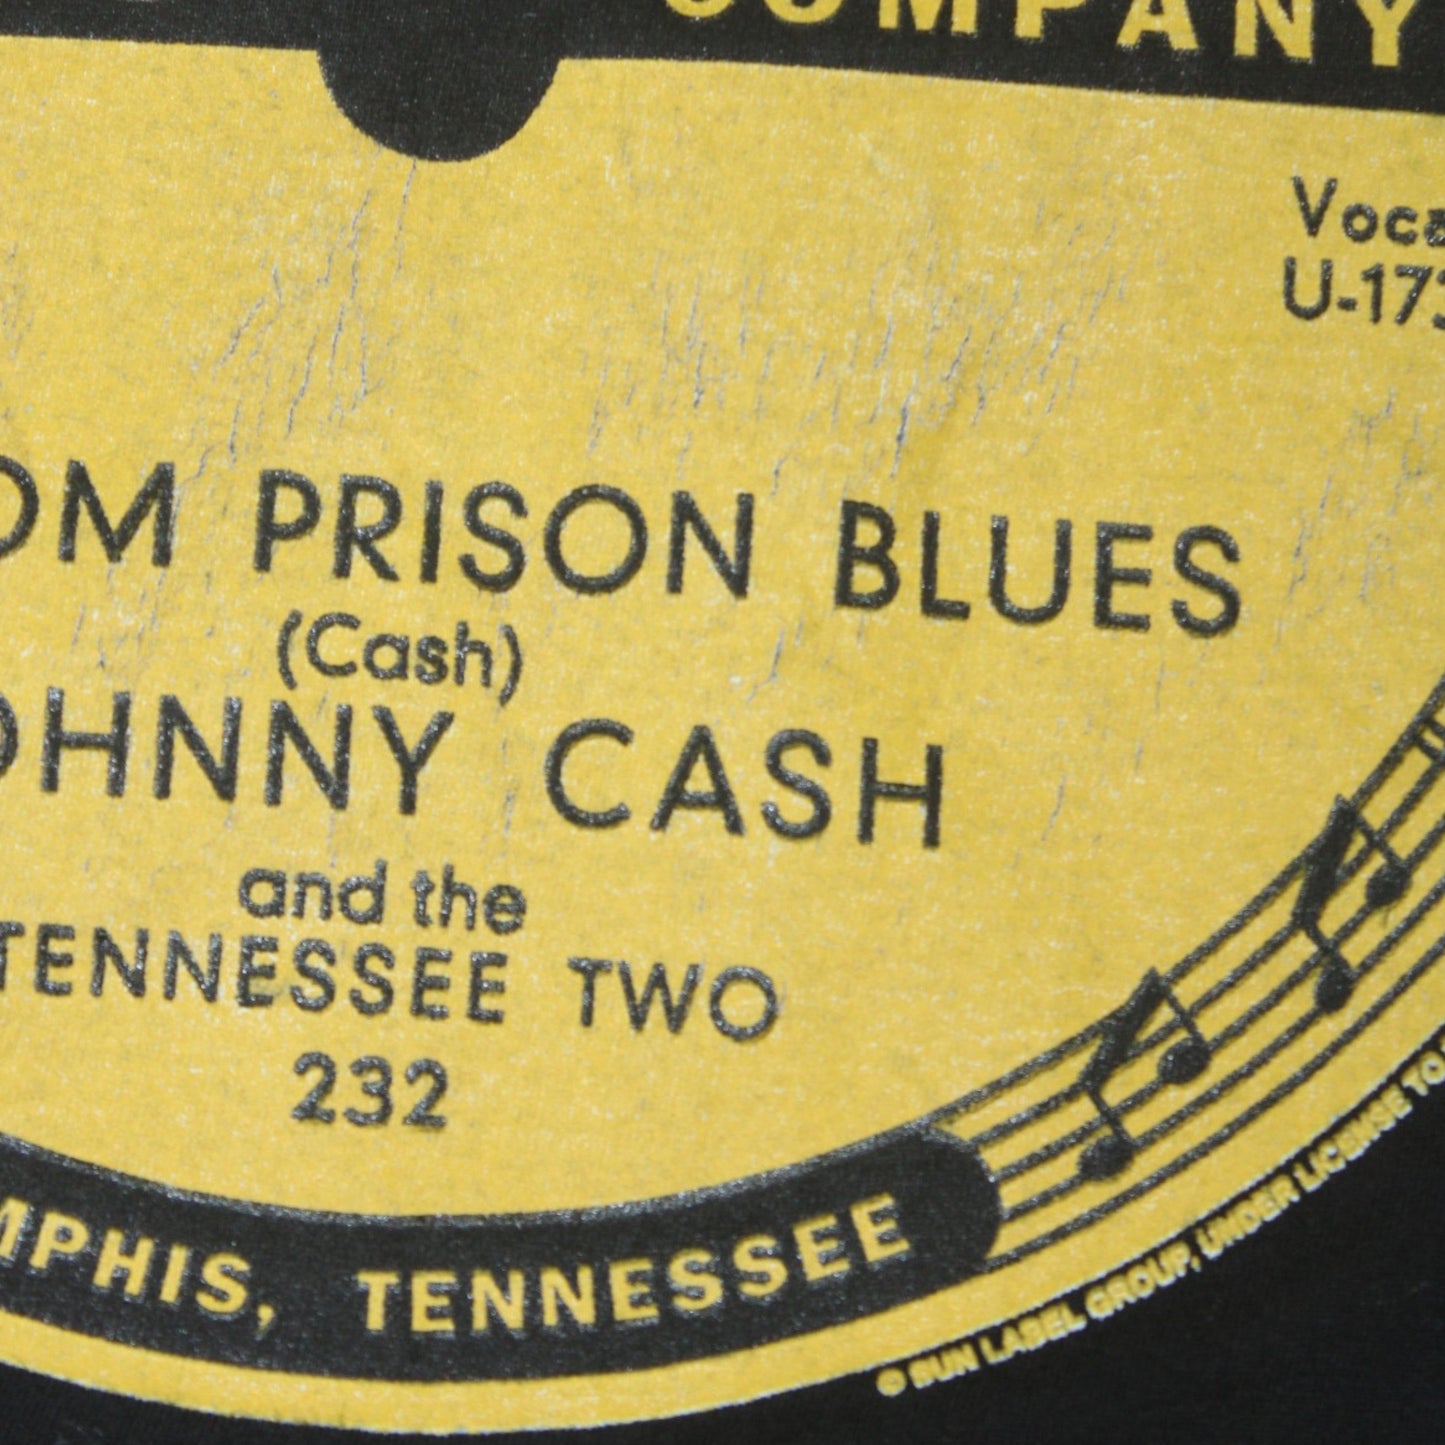 COMPANY
Voca
U-173
OM PRISON BLUES
(Cash)
OHNNY CASH
and the
TENNESSEE TWO
232
MPHIS, TENNESSEE
© SUN LABEL GROUP, UNDER LICENSE TO